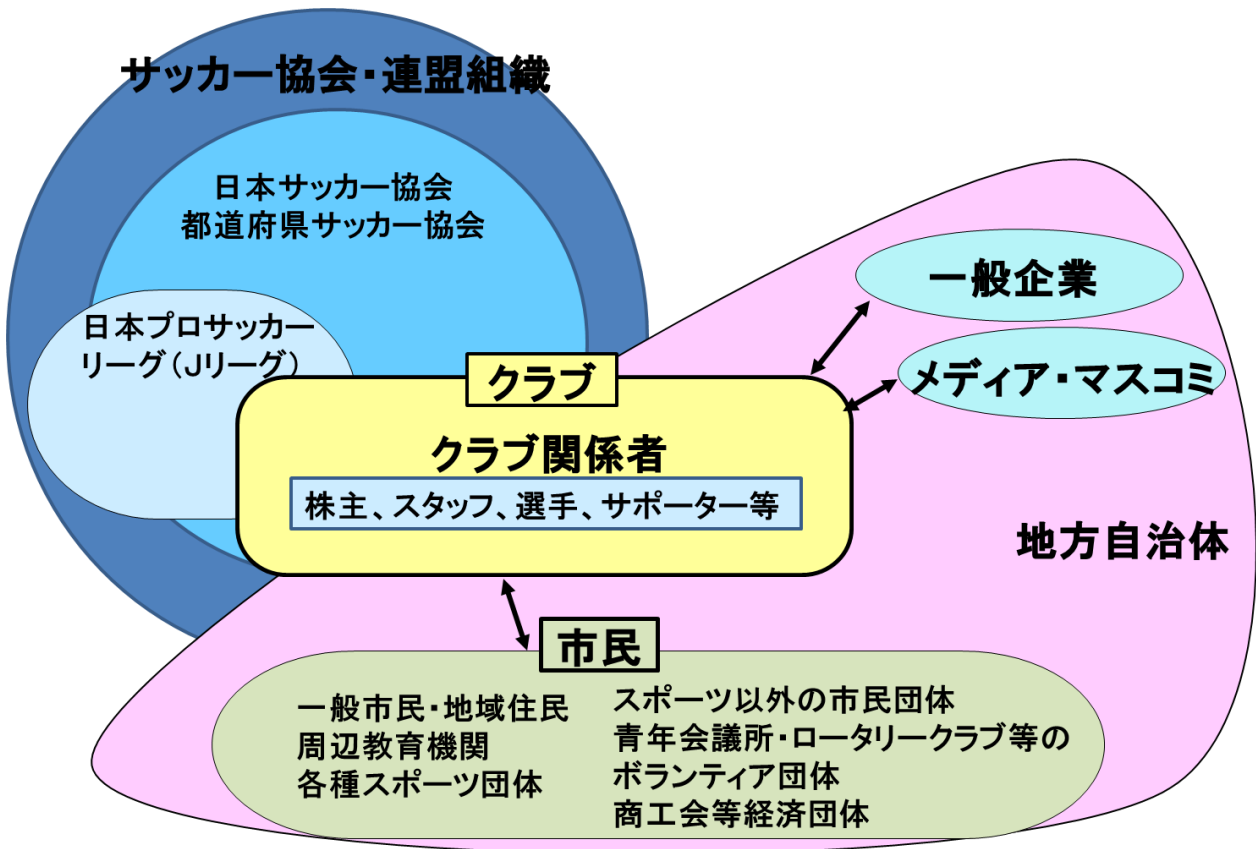 サッカー協会・連盟組織
日本サッカー協会
都道府県サッカー協会
日本プロサッカー
リーグ(Jリーグ)
一般企業
メディア・マスコミ
クラブ
クラブ関係者
株主、スタッフ、選手、サポーター等
地方自治体
市民
一般市民・地域住民
周辺教育機関
各種スポーツ団体
スポーツ以外の市民団体
青年会議所・ロータリークラブ等の
ボランティア団体
商工会等経済団体